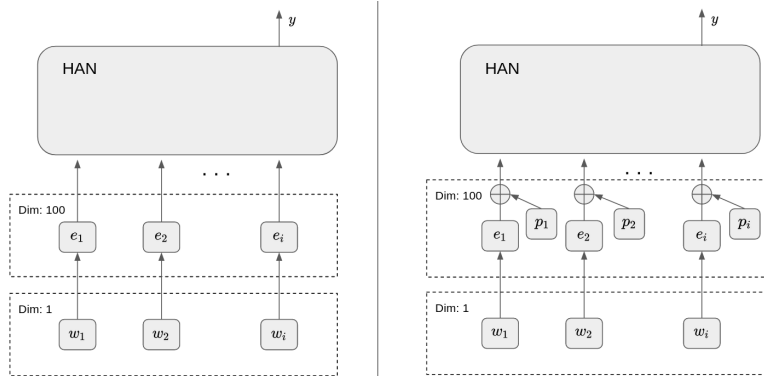 y
HAN
. . .
Dim: 100
e₁ e₂ eᵢ
Dim: 1
w₁ w₂ wᵢ
y
HAN
. . .
Dim: 100
p₁ p₂ pᵢ
e₁ e₂ eᵢ
Dim: 1
w₁ w₂ wᵢ